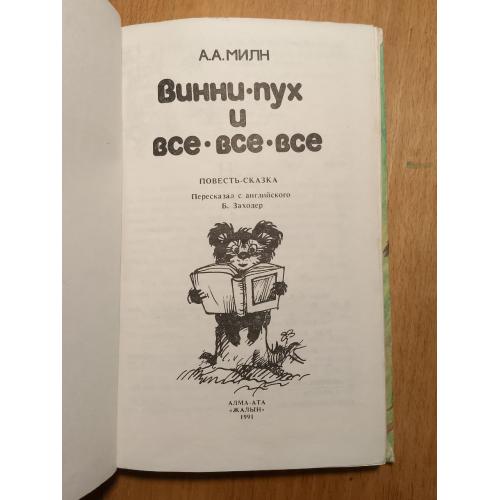 А.А.МИЛН
Винни•пух
и
все•все•все
ПОВЕСТЬ-СКАЗКА
Пересказал с английского
Б. Заходер
АЛМА-АТА
«ЖАЛЫН»
1991